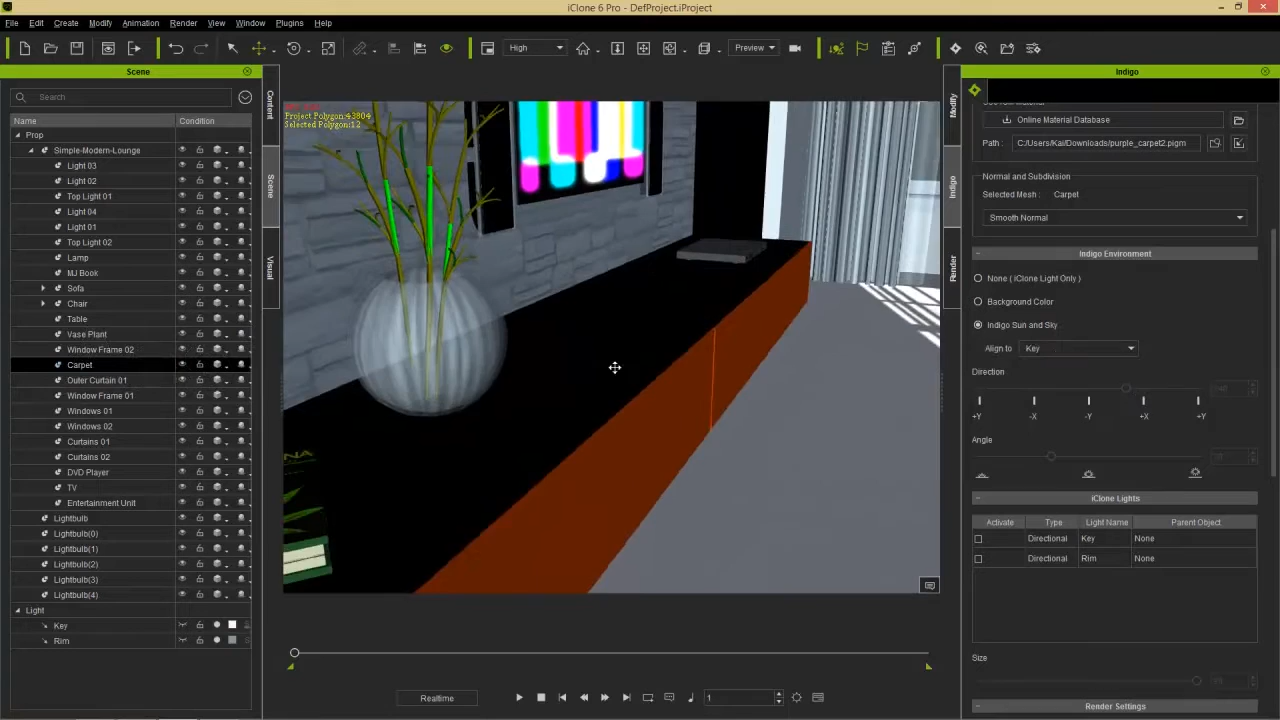 iClone 6 Pro - DefProject.iProject
File Edit Create Modify Animation Render View Window Plugins Help
High
Preview
Scene
Indigo
Search
Name Condition
Prop
Simple-Modern-Lounge
Light 03
Light 02
Top Light 01
Light 04
Light 01
Top Light 02
Lamp
MJ Book
Sofa
Chair
Table
Vase Plant
Window Frame 02
Carpet
Outer Curtain 01
Window Frame 01
Windows 01
Windows 02
Curtains 01
Curtains 02
DVD Player
TV
Entertainment Unit
Lightbulb
Lightbulb(0)
Lightbulb(1)
Lightbulb(2)
Lightbulb(3)
Lightbulb(4)
Light
Key
Rim
Content
Scene
Visual
Project Polygon:43804
Selected Polygon:12
Realtime
1
Modify
Indigo
Render
Online Material Database
Path : C:/Users/Kai/Downloads/purple_carpet2.pigm
Normal and Subdivision
Selected Mesh : Carpet
Smooth Normal
Indigo Environment
None ( iClone Light Only )
Background Color
Indigo Sun and Sky
Align to Key
Direction
+Y -X -Y +X +Y
Angle
iClone Lights
Activate Type Light Name Parent Object
Directional Key None
Directional Rim None
Size
Render Settings